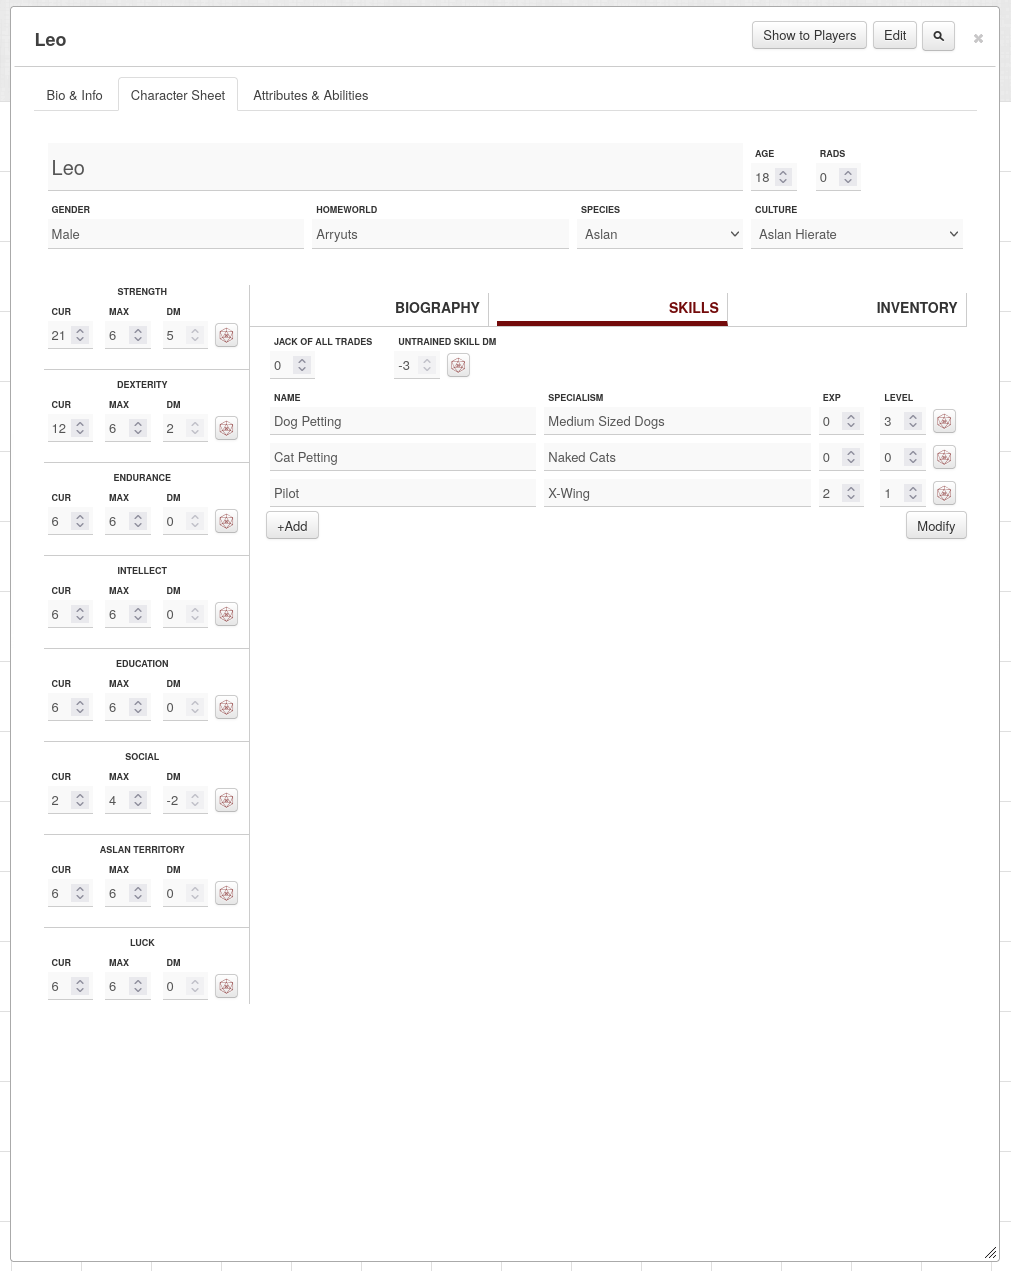 Leo
Show to Players
Edit
Bio & Info
Character Sheet
Attributes & Abilities
Leo
AGE
RADS
18
0
GENDER
HOMEWORLD
SPECIES
CULTURE
Male
Arryuts
Aslan
Aslan Hierate
STRENGTH
CUR MAX DM
21 6 5
DEXTERITY
CUR MAX DM
12 6 2
ENDURANCE
CUR MAX DM
6 6 0
INTELLECT
CUR MAX DM
6 6 0
EDUCATION
CUR MAX DM
6 6 0
SOCIAL
CUR MAX DM
2 4 -2
ASLAN TERRITORY
CUR MAX DM
6 6 0
LUCK
CUR MAX DM
6 6 0
BIOGRAPHY
SKILLS
INVENTORY
JACK OF ALL TRADES
UNTRAINED SKILL DM
0
-3
NAME SPECIALISM EXP LEVEL
Dog Petting Medium Sized Dogs 0 3
Cat Petting Naked Cats 0 0
Pilot X-Wing 2 1
+Add
Modify